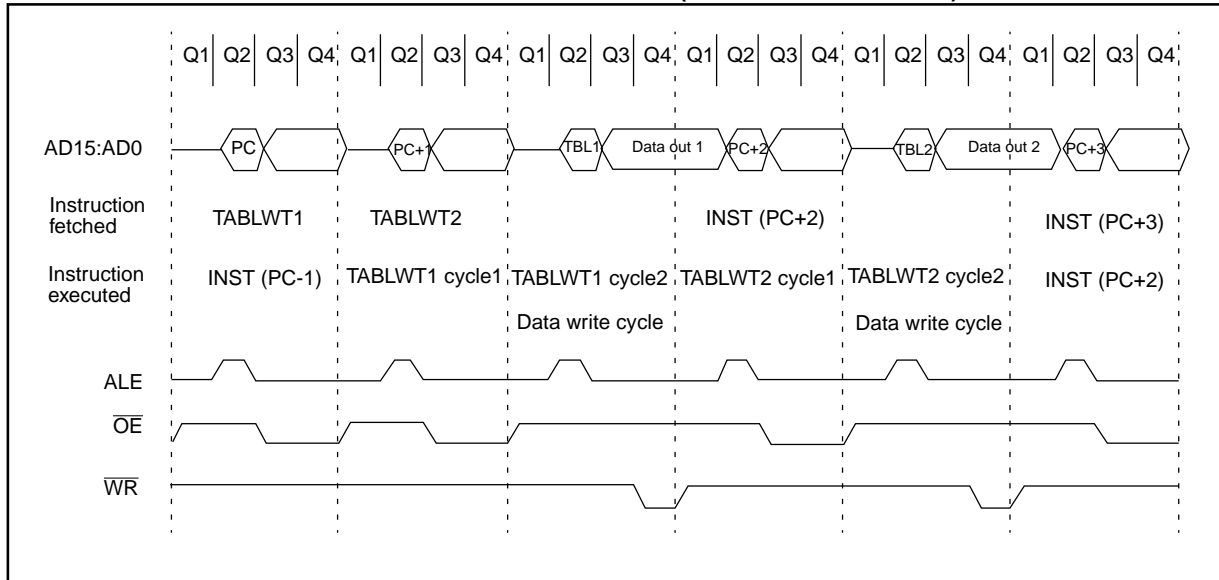 Q1 Q2 Q3 Q4 Q1 Q2 Q3 Q4 Q1 Q2 Q3 Q4 Q1 Q2 Q3 Q4 Q1 Q2 Q3 Q4 Q1 Q2 Q3 Q4
AD15:AD0 PC PC+1 TBL1 Data out 1 PC+2 TBL2 Data out 2 PC+3
Instruction
fetched
TABLWT1 TABLWT2 INST (PC+2) INST (PC+3)
Instruction
executed
INST (PC-1) TABLWT1 cycle1 TABLWT1 cycle2 TABLWT2 cycle1 TABLWT2 cycle2 INST (PC+2)
Data write cycle Data write cycle
ALE
OE
WR